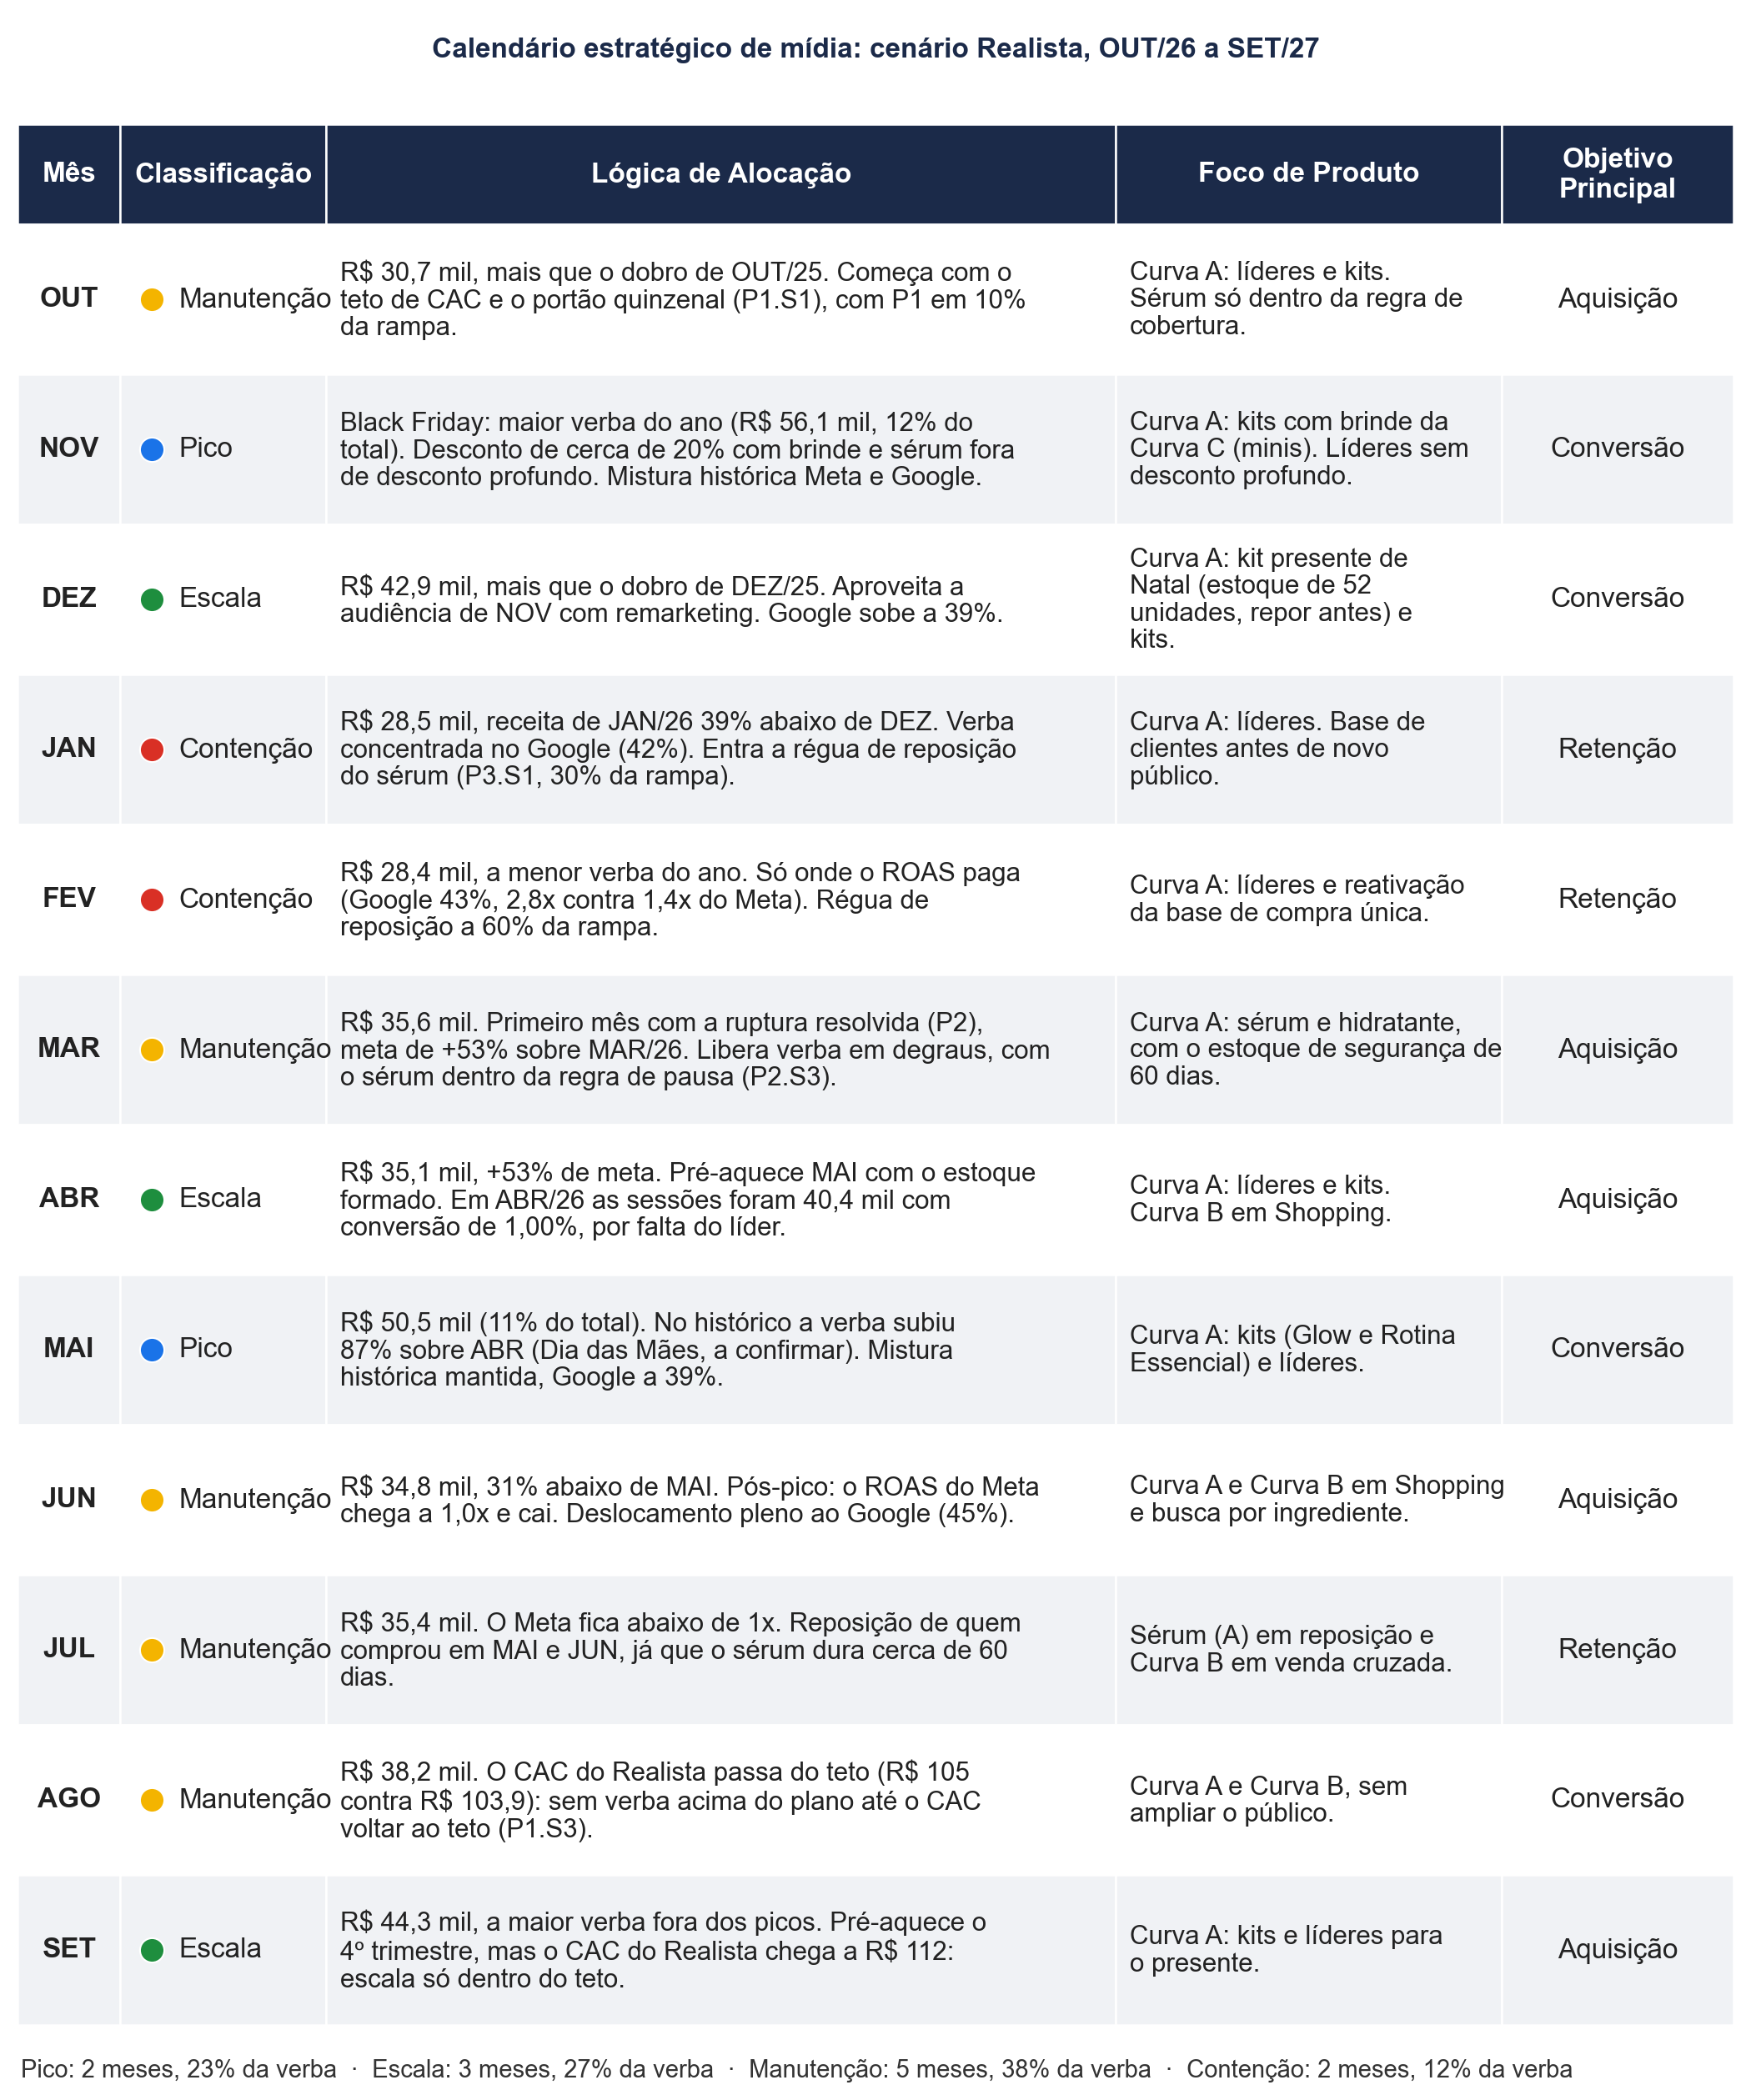 Calendário estratégico de mídia: cenário Realista, OUT/26 a SET/27
Mês
Classificação
Lógica de Alocação
Foco de Produto
Objetivo
Principal
OUT
Manutenção
R$ 30,7 mil, mais que o dobro de OUT/25. Começa com o
teto de CAC e o portão quinzenal (P1.S1), com P1 em 10%
da rampa.
Curva A: líderes e kits.
Sérum só dentro da regra de
cobertura.
Aquisição
NOV
Pico
Black Friday: maior verba do ano (R$ 56,1 mil, 12% do
total). Desconto de cerca de 20% com brinde e sérum fora
de desconto profundo. Mistura histórica Meta e Google.
Curva A: kits com brinde da
Curva C (minis). Líderes sem
desconto profundo.
Conversão
DEZ
Escala
R$ 42,9 mil, mais que o dobro de DEZ/25. Aproveita a
audiência de NOV com remarketing. Google sobe a 39%.
Curva A: kit presente de
Natal (estoque de 52
unidades, repor antes) e
kits.
Conversão
JAN
Contenção
R$ 28,5 mil, receita de JAN/26 39% abaixo de DEZ. Verba
concentrada no Google (42%). Entra a régua de reposição
do sérum (P3.S1, 30% da rampa).
Curva A: líderes. Base de
clientes antes de novo
público.
Retenção
FEV
Contenção
R$ 28,4 mil, a menor verba do ano. Só onde o ROAS paga
(Google 43%, 2,8x contra 1,4x do Meta). Régua de
reposição a 60% da rampa.
Curva A: líderes e reativação
da base de compra única.
Retenção
MAR
Manutenção
R$ 35,6 mil. Primeiro mês com a ruptura resolvida (P2),
meta de +53% sobre MAR/26. Libera verba em degraus, com
o sérum dentro da regra de pausa (P2.S3).
Curva A: sérum e hidratante,
com o estoque de segurança de
60 dias.
Aquisição
ABR
Escala
R$ 35,1 mil, +53% de meta. Pré-aquece MAI com o estoque
formado. Em ABR/26 as sessões foram 40,4 mil com
conversão de 1,00%, por falta do líder.
Curva A: líderes e kits.
Curva B em Shopping.
Aquisição
MAI
Pico
R$ 50,5 mil (11% do total). No histórico a verba subiu
87% sobre ABR (Dia das Mães, a confirmar). Mistura
histórica mantida, Google a 39%.
Curva A: kits (Glow e Rotina
Essencial) e líderes.
Conversão
JUN
Manutenção
R$ 34,8 mil, 31% abaixo de MAI. Pós-pico: o ROAS do Meta
chega a 1,0x e cai. Deslocamento pleno ao Google (45%).
Curva A e Curva B em Shopping
e busca por ingrediente.
Aquisição
JUL
Manutenção
R$ 35,4 mil. O Meta fica abaixo de 1x. Reposição de quem
comprou em MAI e JUN, já que o sérum dura cerca de 60
dias.
Sérum (A) em reposição e
Curva B em venda cruzada.
Retenção
AGO
Manutenção
R$ 38,2 mil. O CAC do Realista passa do teto (R$ 105
contra R$ 103,9): sem verba acima do plano até o CAC
voltar ao teto (P1.S3).
Curva A e Curva B, sem
ampliar o público.
Conversão
SET
Escala
R$ 44,3 mil, a maior verba fora dos picos. Pré-aquece o
4º trimestre, mas o CAC do Realista chega a R$ 112:
escala só dentro do teto.
Curva A: kits e líderes para
o presente.
Aquisição
Pico: 2 meses, 23% da verba · Escala: 3 meses, 27% da verba · Manutenção: 5 meses, 38% da verba · Contenção: 2 meses, 12% da verba